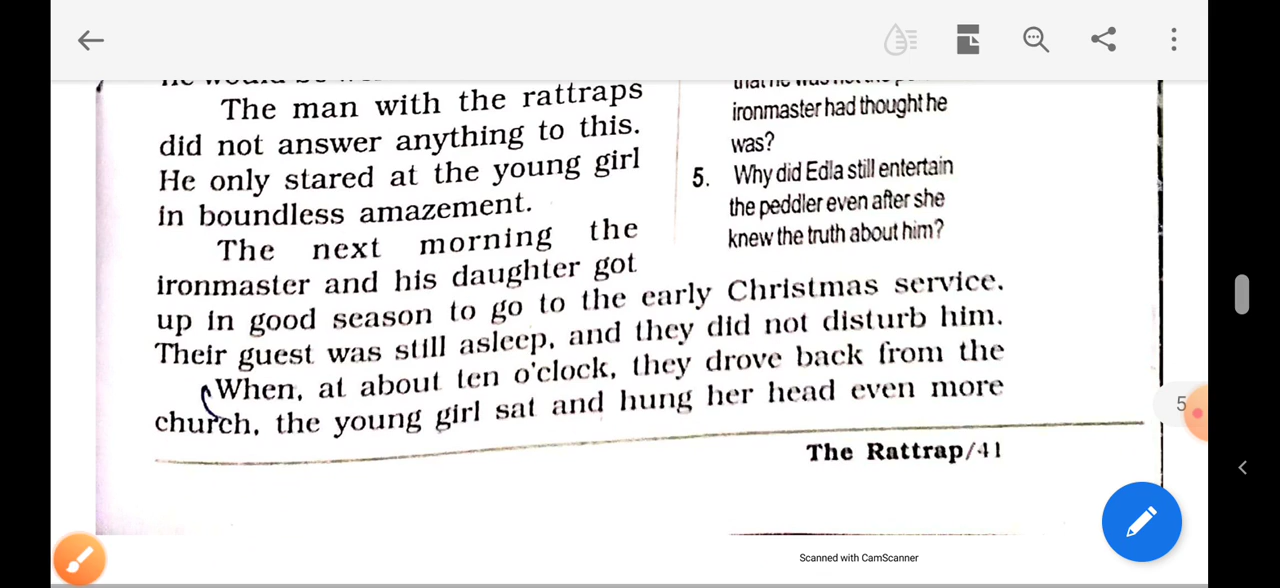 The man with the rattraps
did not answer anything to this.
He only stared at the young girl
in boundless amazement.
The next morning the
ironmaster and his daughter got
up in good season to go to the early Christmas service.
Their guest was still asleep, and they did not disturb him.
When, at about ten o'clock, they drove back from the
church, the young girl sat and hung her head even more
ironmaster had thought he
was?
5. Why did Edla still entertain
the peddler even after she
knew the truth about him?
The Rattrap/41
5
Scanned with CamScanner